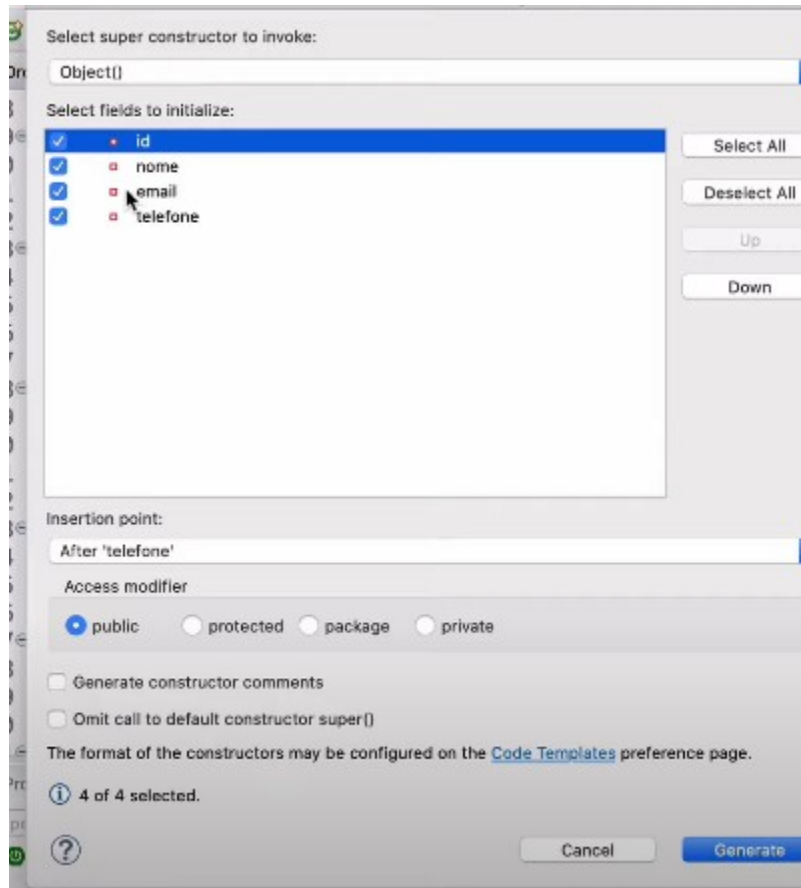 Select super constructor to invoke:
Object()
Select fields to initialize:
id
nome
email
telefone
Select All
Deselect All
Up
Down
Insertion point:
After 'telefone'
Access modifier
public protected package private
Generate constructor comments
Omit call to default constructor super()
The format of the constructors may be configured on the Code Templates preference page.
4 of 4 selected.
Cancel Generate